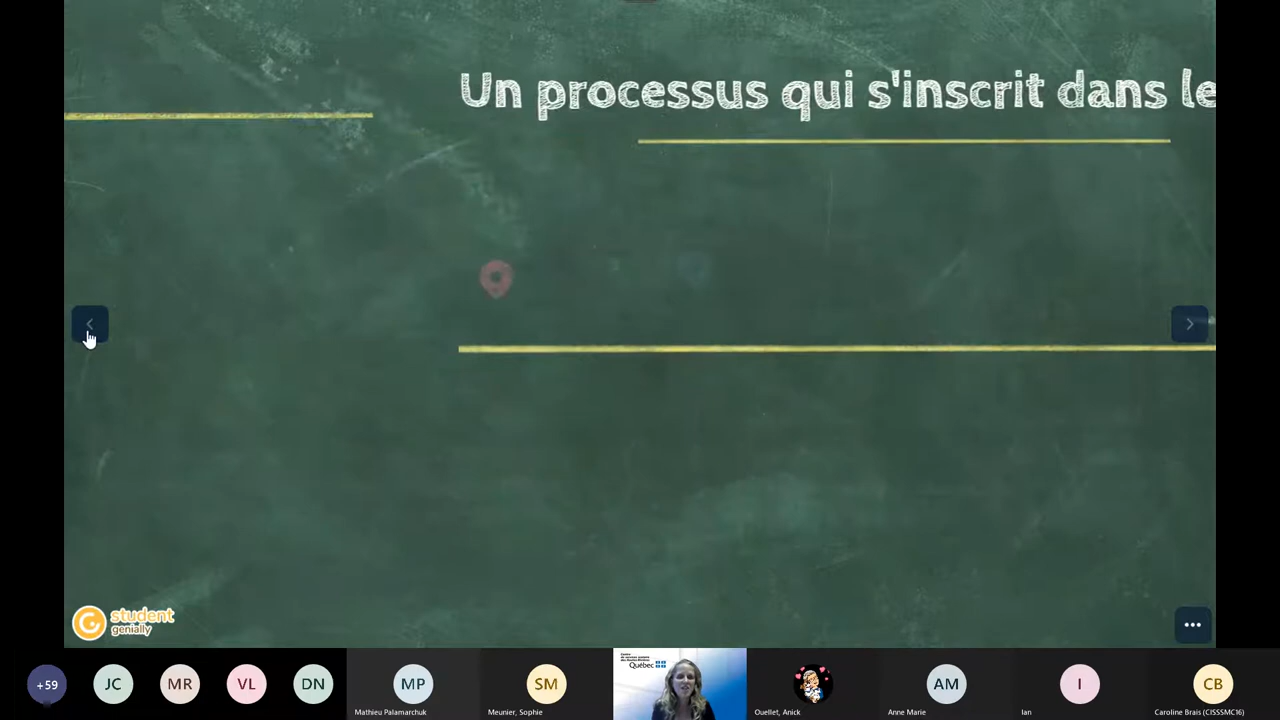 Un processus qui s'inscrit dans le
student
genially
Québec
+59
JC
MR
VL
DN
MP
SM
AM
I
CB
Mathieu Palamarchuk
Meunier, Sophie
Ouellet, Anick
Anne Marie
Ian
Caroline Brais (CISSSMC16)